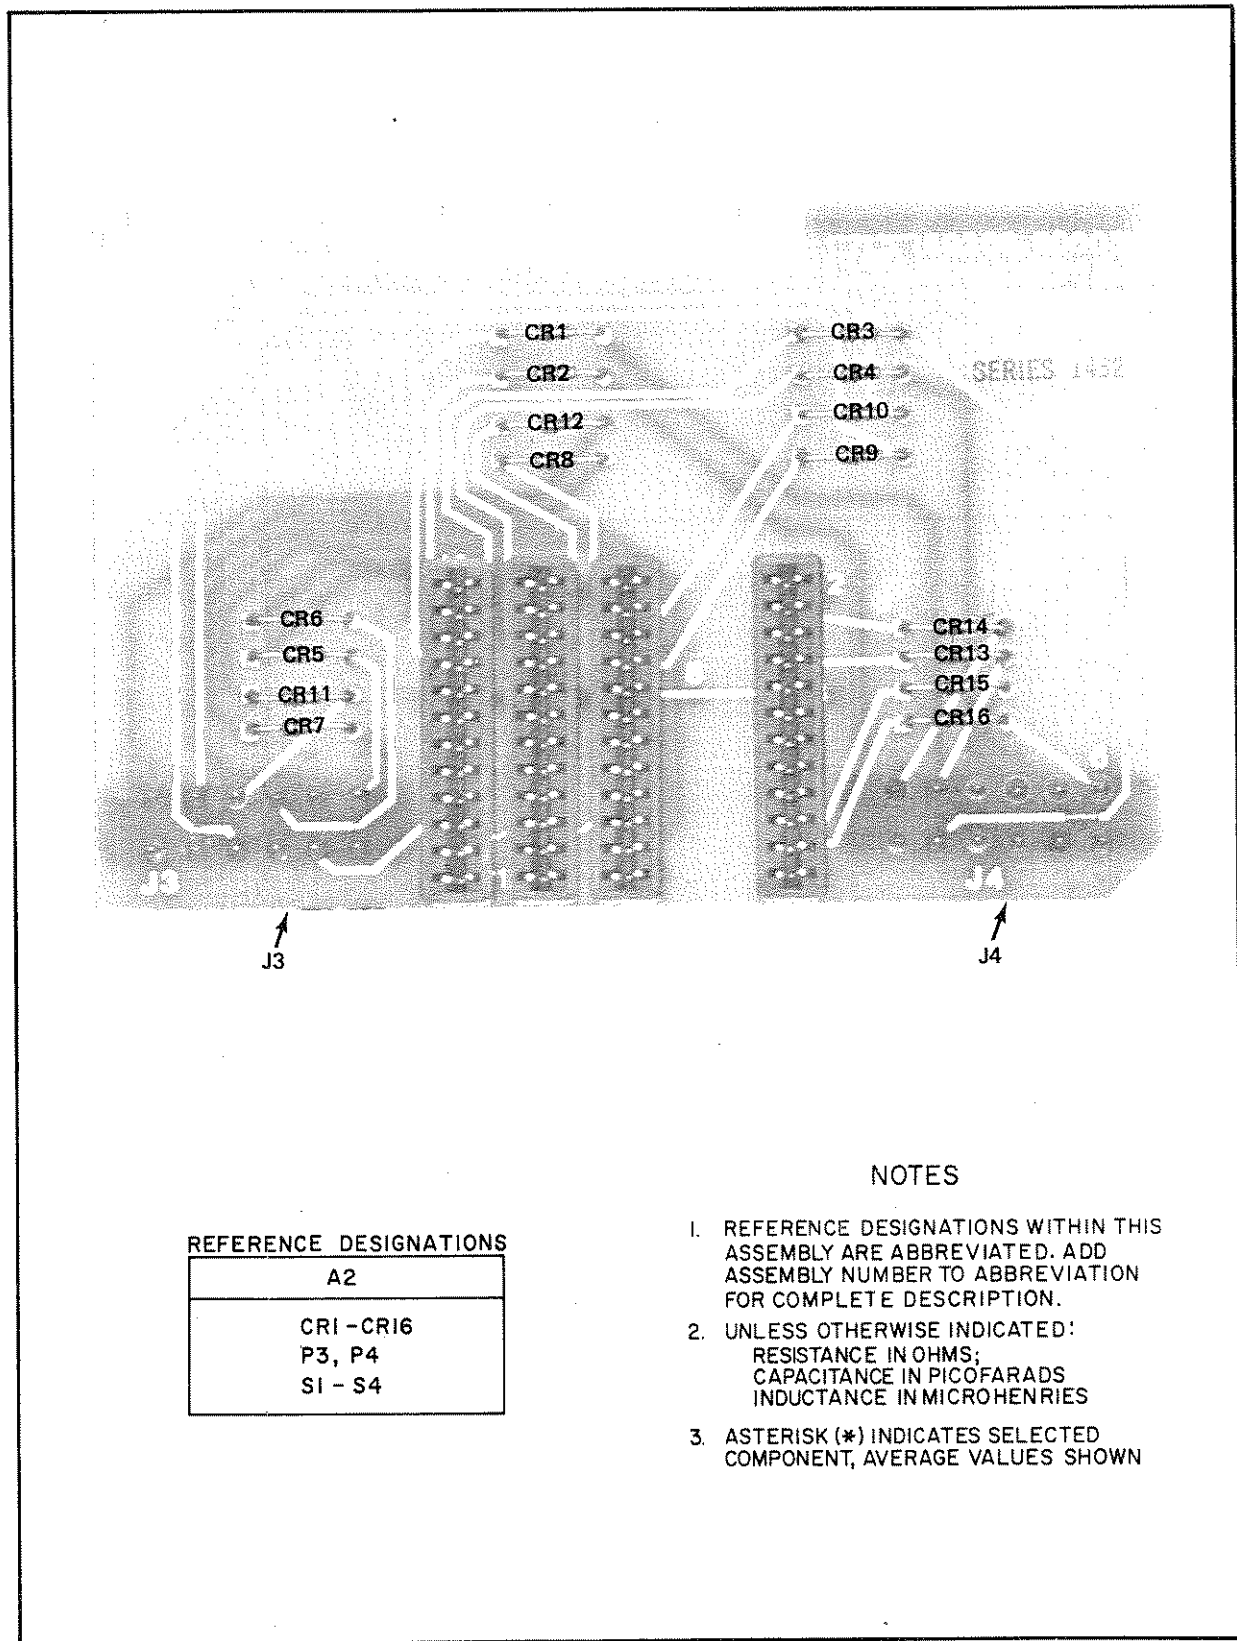 CR1
CR3
CR2
CR4
SERIES 1432
CR12
CR10
CR8
CR9
CR6
CR14
CR5
CR13
CR11
CR15
CR7
CR16
J3
J4
J3
J4
REFERENCE DESIGNATIONS
A2
CR1-CR16
P3, P4
S1-S4
NOTES
1. REFERENCE DESIGNATIONS WITHIN THIS
ASSEMBLY ARE ABBREVIATED. ADD
ASSEMBLY NUMBER TO ABBREVIATION
FOR COMPLETE DESCRIPTION.
2. UNLESS OTHERWISE INDICATED:
RESISTANCE IN OHMS;
CAPACITANCE IN PICOFARADS
INDUCTANCE IN MICROHENRIES
3. ASTERISK (*) INDICATES SELECTED
COMPONENT, AVERAGE VALUES SHOWN